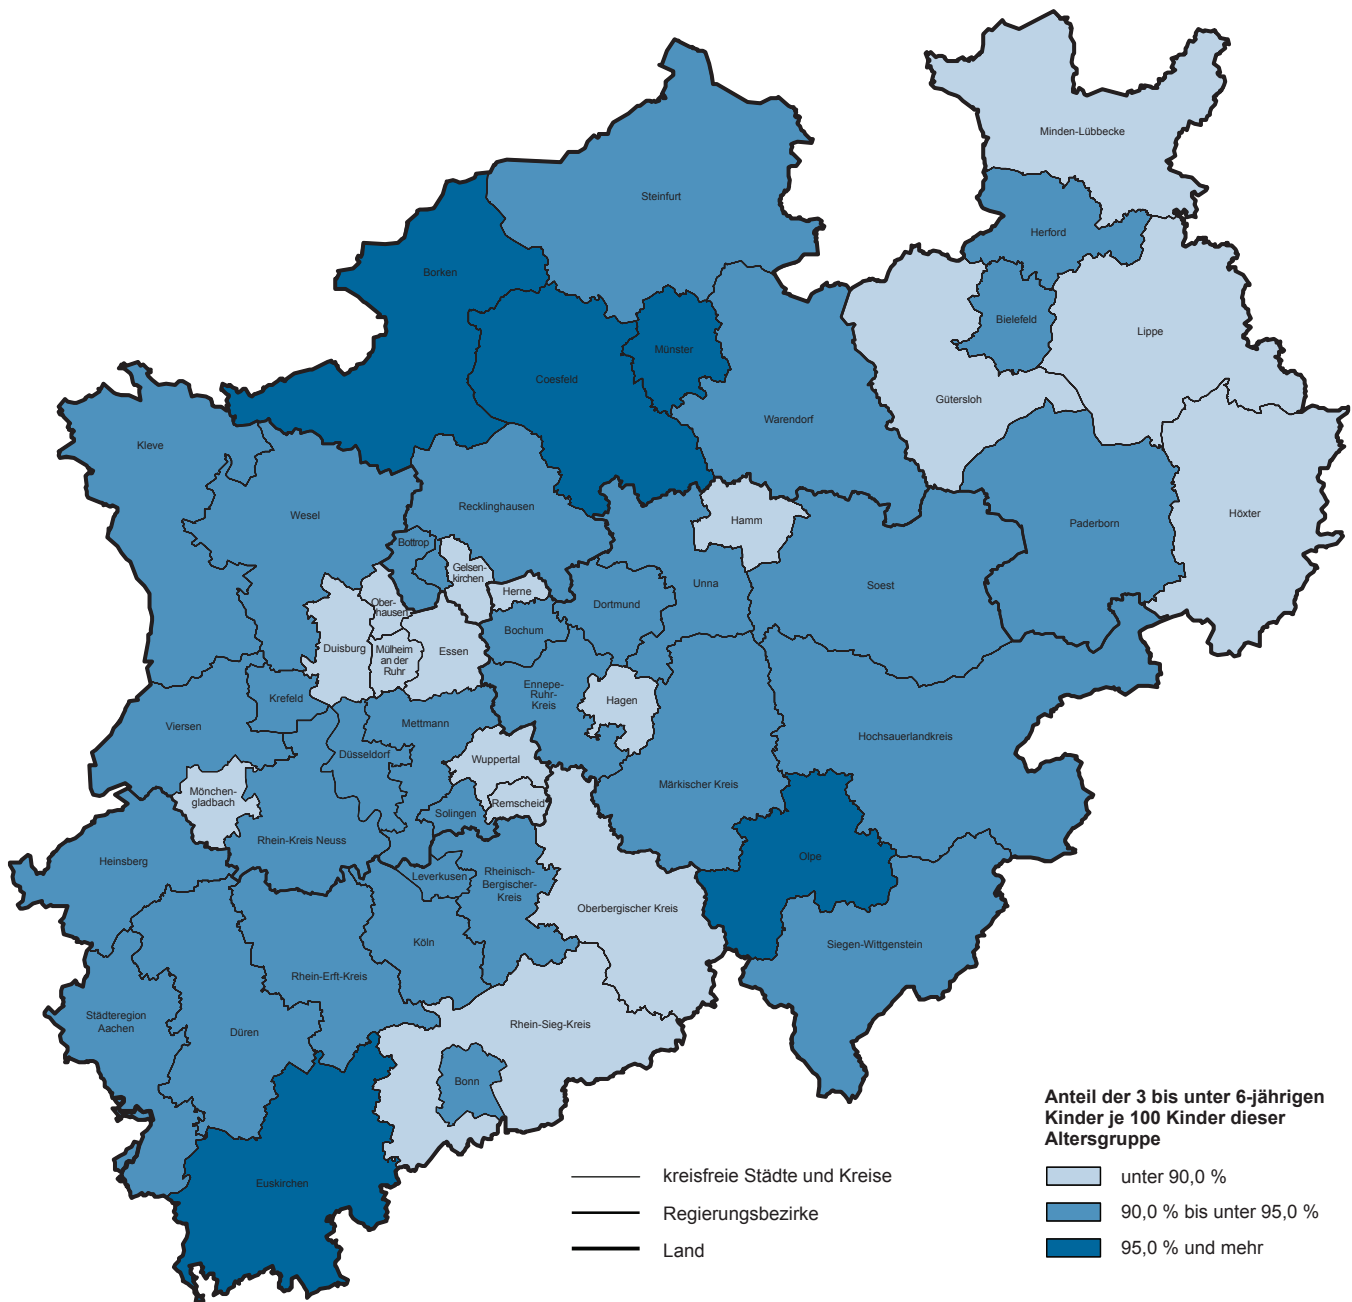 Minden-Lübbecke
Steinfurt
Herford
Borken
Bielefeld
Lippe
Münster
Coesfeld
Gütersloh
Warendorf
Kleve
Recklinghausen
Wesel
Höxter
Hamm
Paderborn
Bottrop
Gelsen-
kirchen
Unna
Soest
Herne
Ober-
hausen
Dortmund
Bochum
Duisburg
Mülheim
an der
Ruhr
Essen
Ennepe-
Ruhr-
Kreis
Hagen
Krefeld
Viersen
Mettmann
Hochsauerlandkreis
Düsseldorf
Wuppertal
Märkischer Kreis
Mönchen-
gladbach
Remscheid
Solingen
Rhein-Kreis Neuss
Heinsberg
Olpe
Leverkusen
Rheinisch-
Bergischer-
Kreis
Oberbergischer Kreis
Köln
Siegen-Wittgenstein
Rhein-Erft-Kreis
Städteregion
Aachen
Düren
Rhein-Sieg-Kreis
Bonn
Euskirchen
kreisfreie Städte und Kreise
Regierungsbezirke
Land
Anteil der 3 bis unter 6-jährigen
Kinder je 100 Kinder dieser
Altersgruppe
unter 90,0 %
90,0 % bis unter 95,0 %
95,0 % und mehr